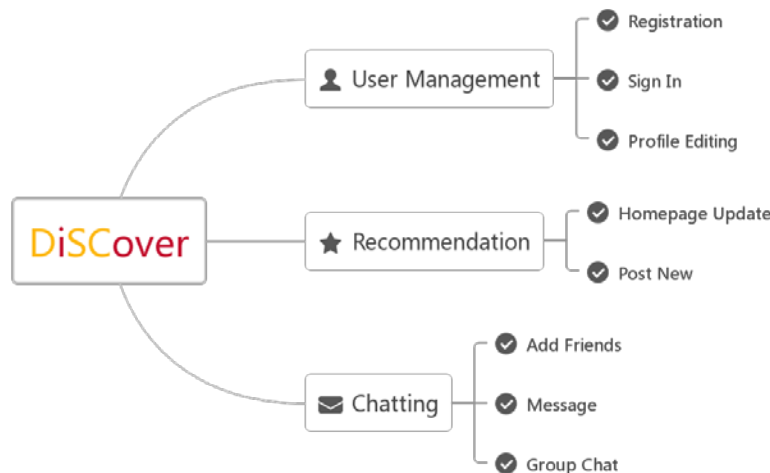 Registration
User Management
Sign In
Profile Editing
DiSCover
Recommendation
Homepage Update
Post New
Add Friends
Chatting
Message
Group Chat